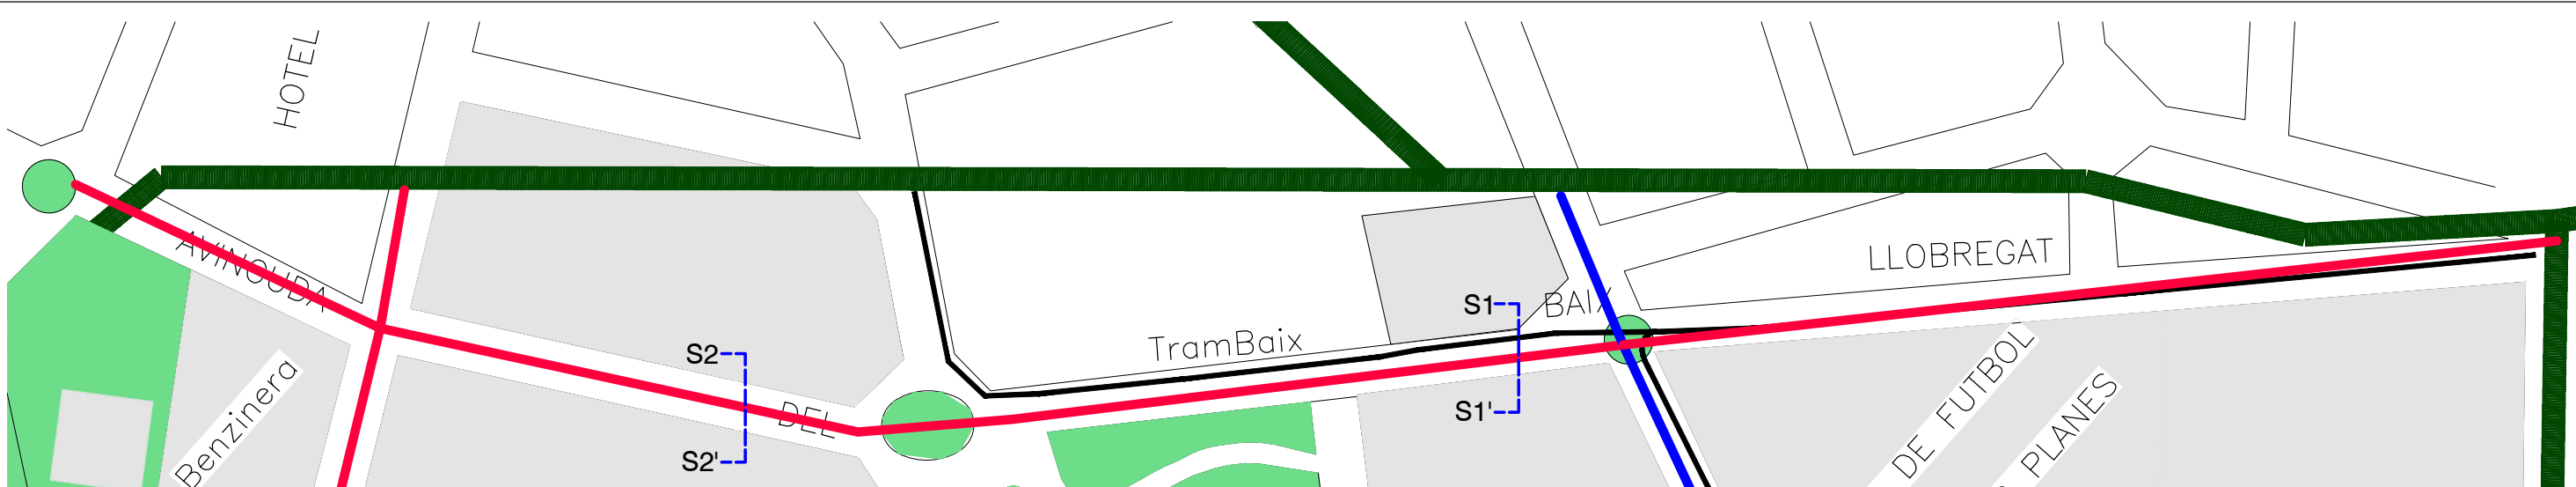 HOTEL
AVINGUDA
Benzinera
S2
S2'
DEL
TramBaix
S1
S1'
BAIX
LLOBREGAT
DE FUTBOL
PLANES